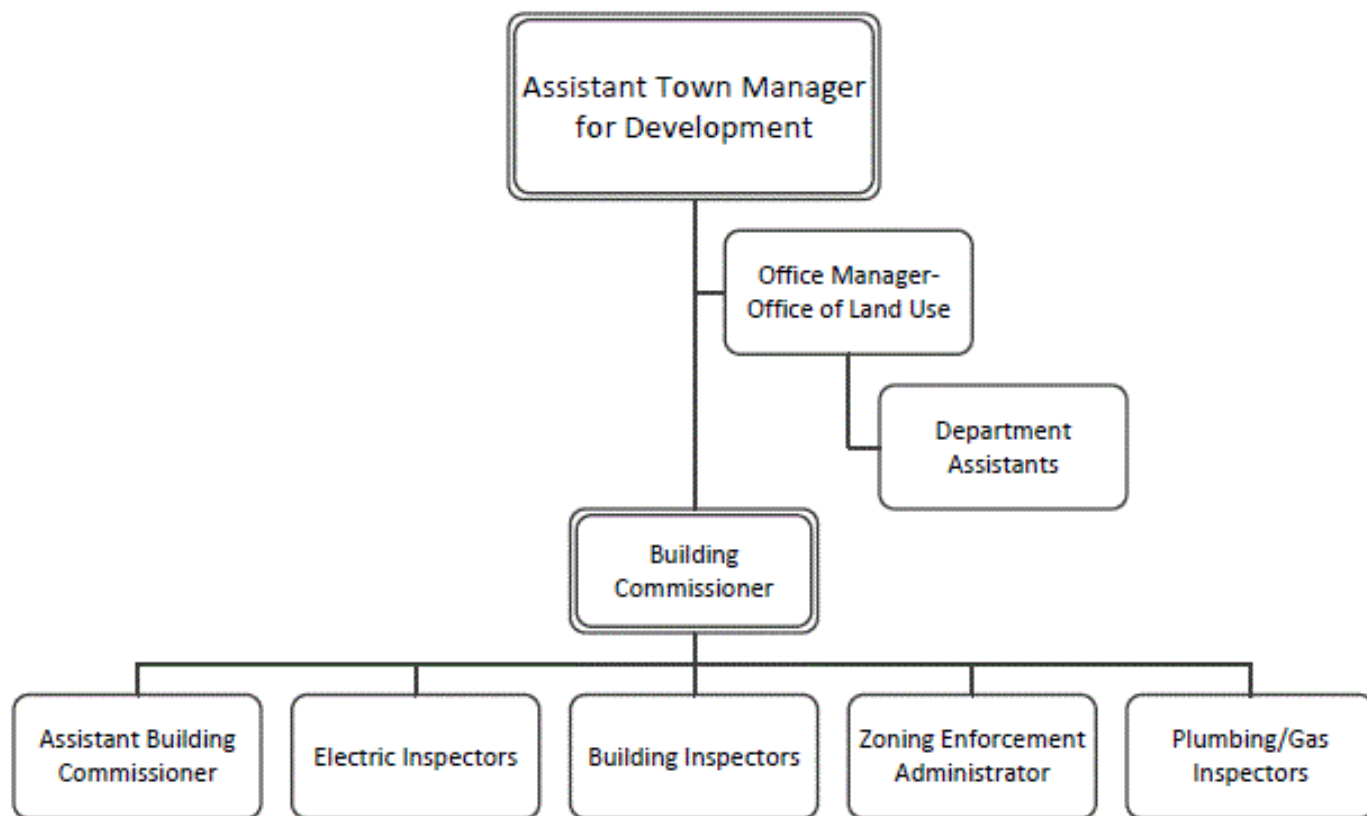 Assistant Town Manager
for Development
Office Manager-
Office of Land Use
Department
Assistants
Building
Commissioner
Assistant Building
Commissioner
Electric Inspectors
Building Inspectors
Zoning Enforcement
Administrator
Plumbing/Gas
Inspectors